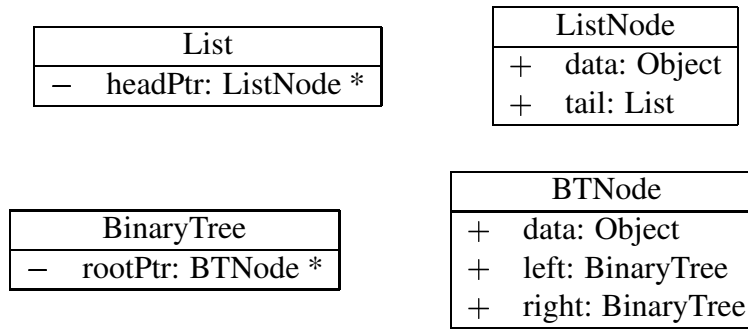 List
− headPtr: ListNode *
ListNode
+ data: Object
+ tail: List
BinaryTree
− rootPtr: BTNode *
BTNode
+ data: Object
+ left: BinaryTree
+ right: BinaryTree